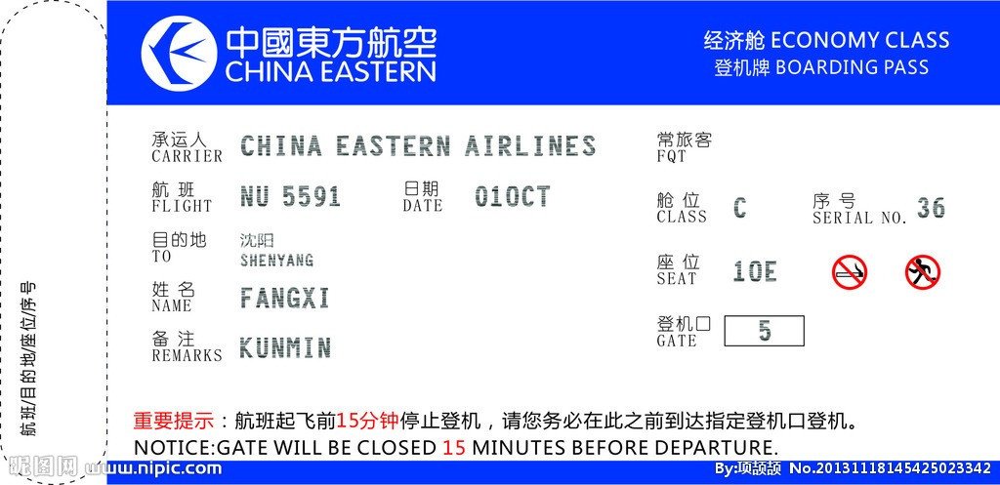 中國東方航空
CHINA EASTERN
经济舱 ECONOMY CLASS
登机牌 BOARDING PASS
承运人
CARRIER CHINA EASTERN AIRLINES
常旅客
FQT
航班
FLIGHT NU 5591
日期
DATE 01OCT
舱位
CLASS C
序号
SERIAL NO. 36
目的地
TO
沈阳
SHENYANG
座位
SEAT 10E
姓名
NAME FANGXI
登机口
GATE 5
备注
REMARKS KUNMIN
航班/目的地/座位/序号
重要提示：航班起飞前15分钟停止登机，请您务必在此之前到达指定登机口登机。
NOTICE:GATE WILL BE CLOSED 15 MINUTES BEFORE DEPARTURE.
昵图网 www.nipic.com
By:项颉颉 No.20131118145425023342